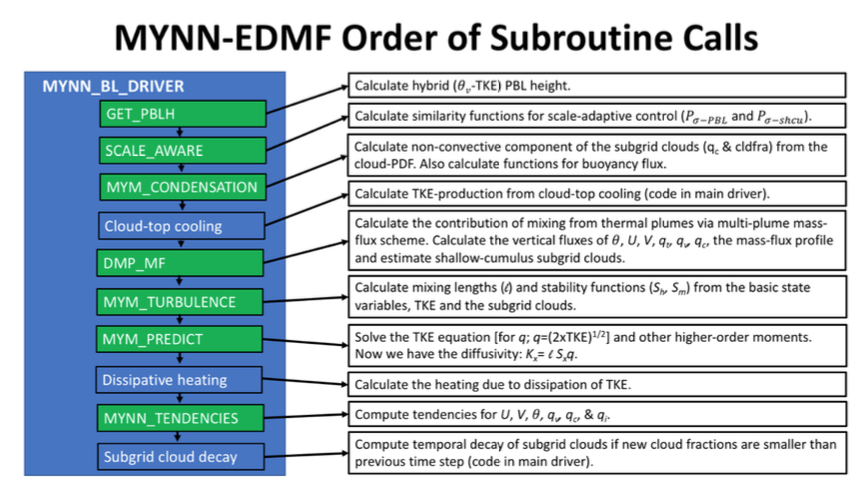 MYNN-EDMF Order of Subroutine Calls
MYNN_BL_DRIVER
GET_PBLH
SCALE_AWARE
MYM_CONDENSATION
Cloud-top cooling
DMP_MF
MYM_TURBULENCE
MYM_PREDICT
Dissipative heating
MYNN_TENDENCIES
Subgrid cloud decay
Calculate hybrid (θᵥ-TKE) PBL height.
Calculate similarity functions for scale-adaptive control (P_{σ−PBL} and P_{σ−shcu}).
Calculate non-convective component of the subgrid clouds (q_c & cldfra) from the
cloud-PDF. Also calculate functions for buoyancy flux.
Calculate TKE-production from cloud-top cooling (code in main driver).
Calculate the contribution of mixing from thermal plumes via multi-plume mass-
flux scheme. Calculate the vertical fluxes of θ, U, V, q_t, q_v, q_c, the mass-flux profile
and estimate shallow-cumulus subgrid clouds.
Calculate mixing lengths (ℓ) and stability functions (S_h, S_m) from the basic state
variables, TKE and the subgrid clouds.
Solve the TKE equation [for q; q=(2xTKE)^{1/2}] and other higher-order moments.
Now we have the diffusivity: K_x= ℓ S_xq.
Calculate the heating due to dissipation of TKE.
Compute tendencies for U, V, θ, q_v, q_c, & q_i.
Compute temporal decay of subgrid clouds if new cloud fractions are smaller than
previous time step (code in main driver).